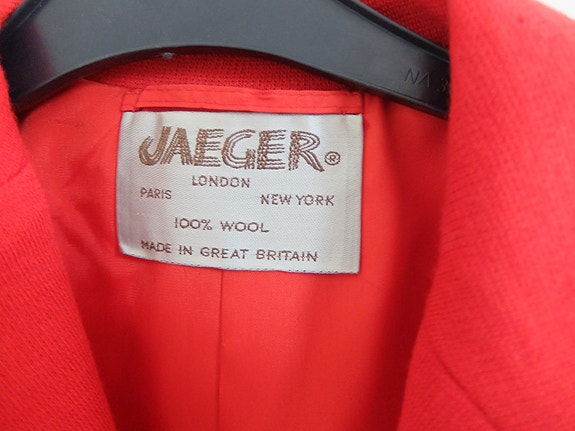 JAEGER®
LONDON
PARIS NEW YORK
100% WOOL
MADE IN GREAT BRITAIN